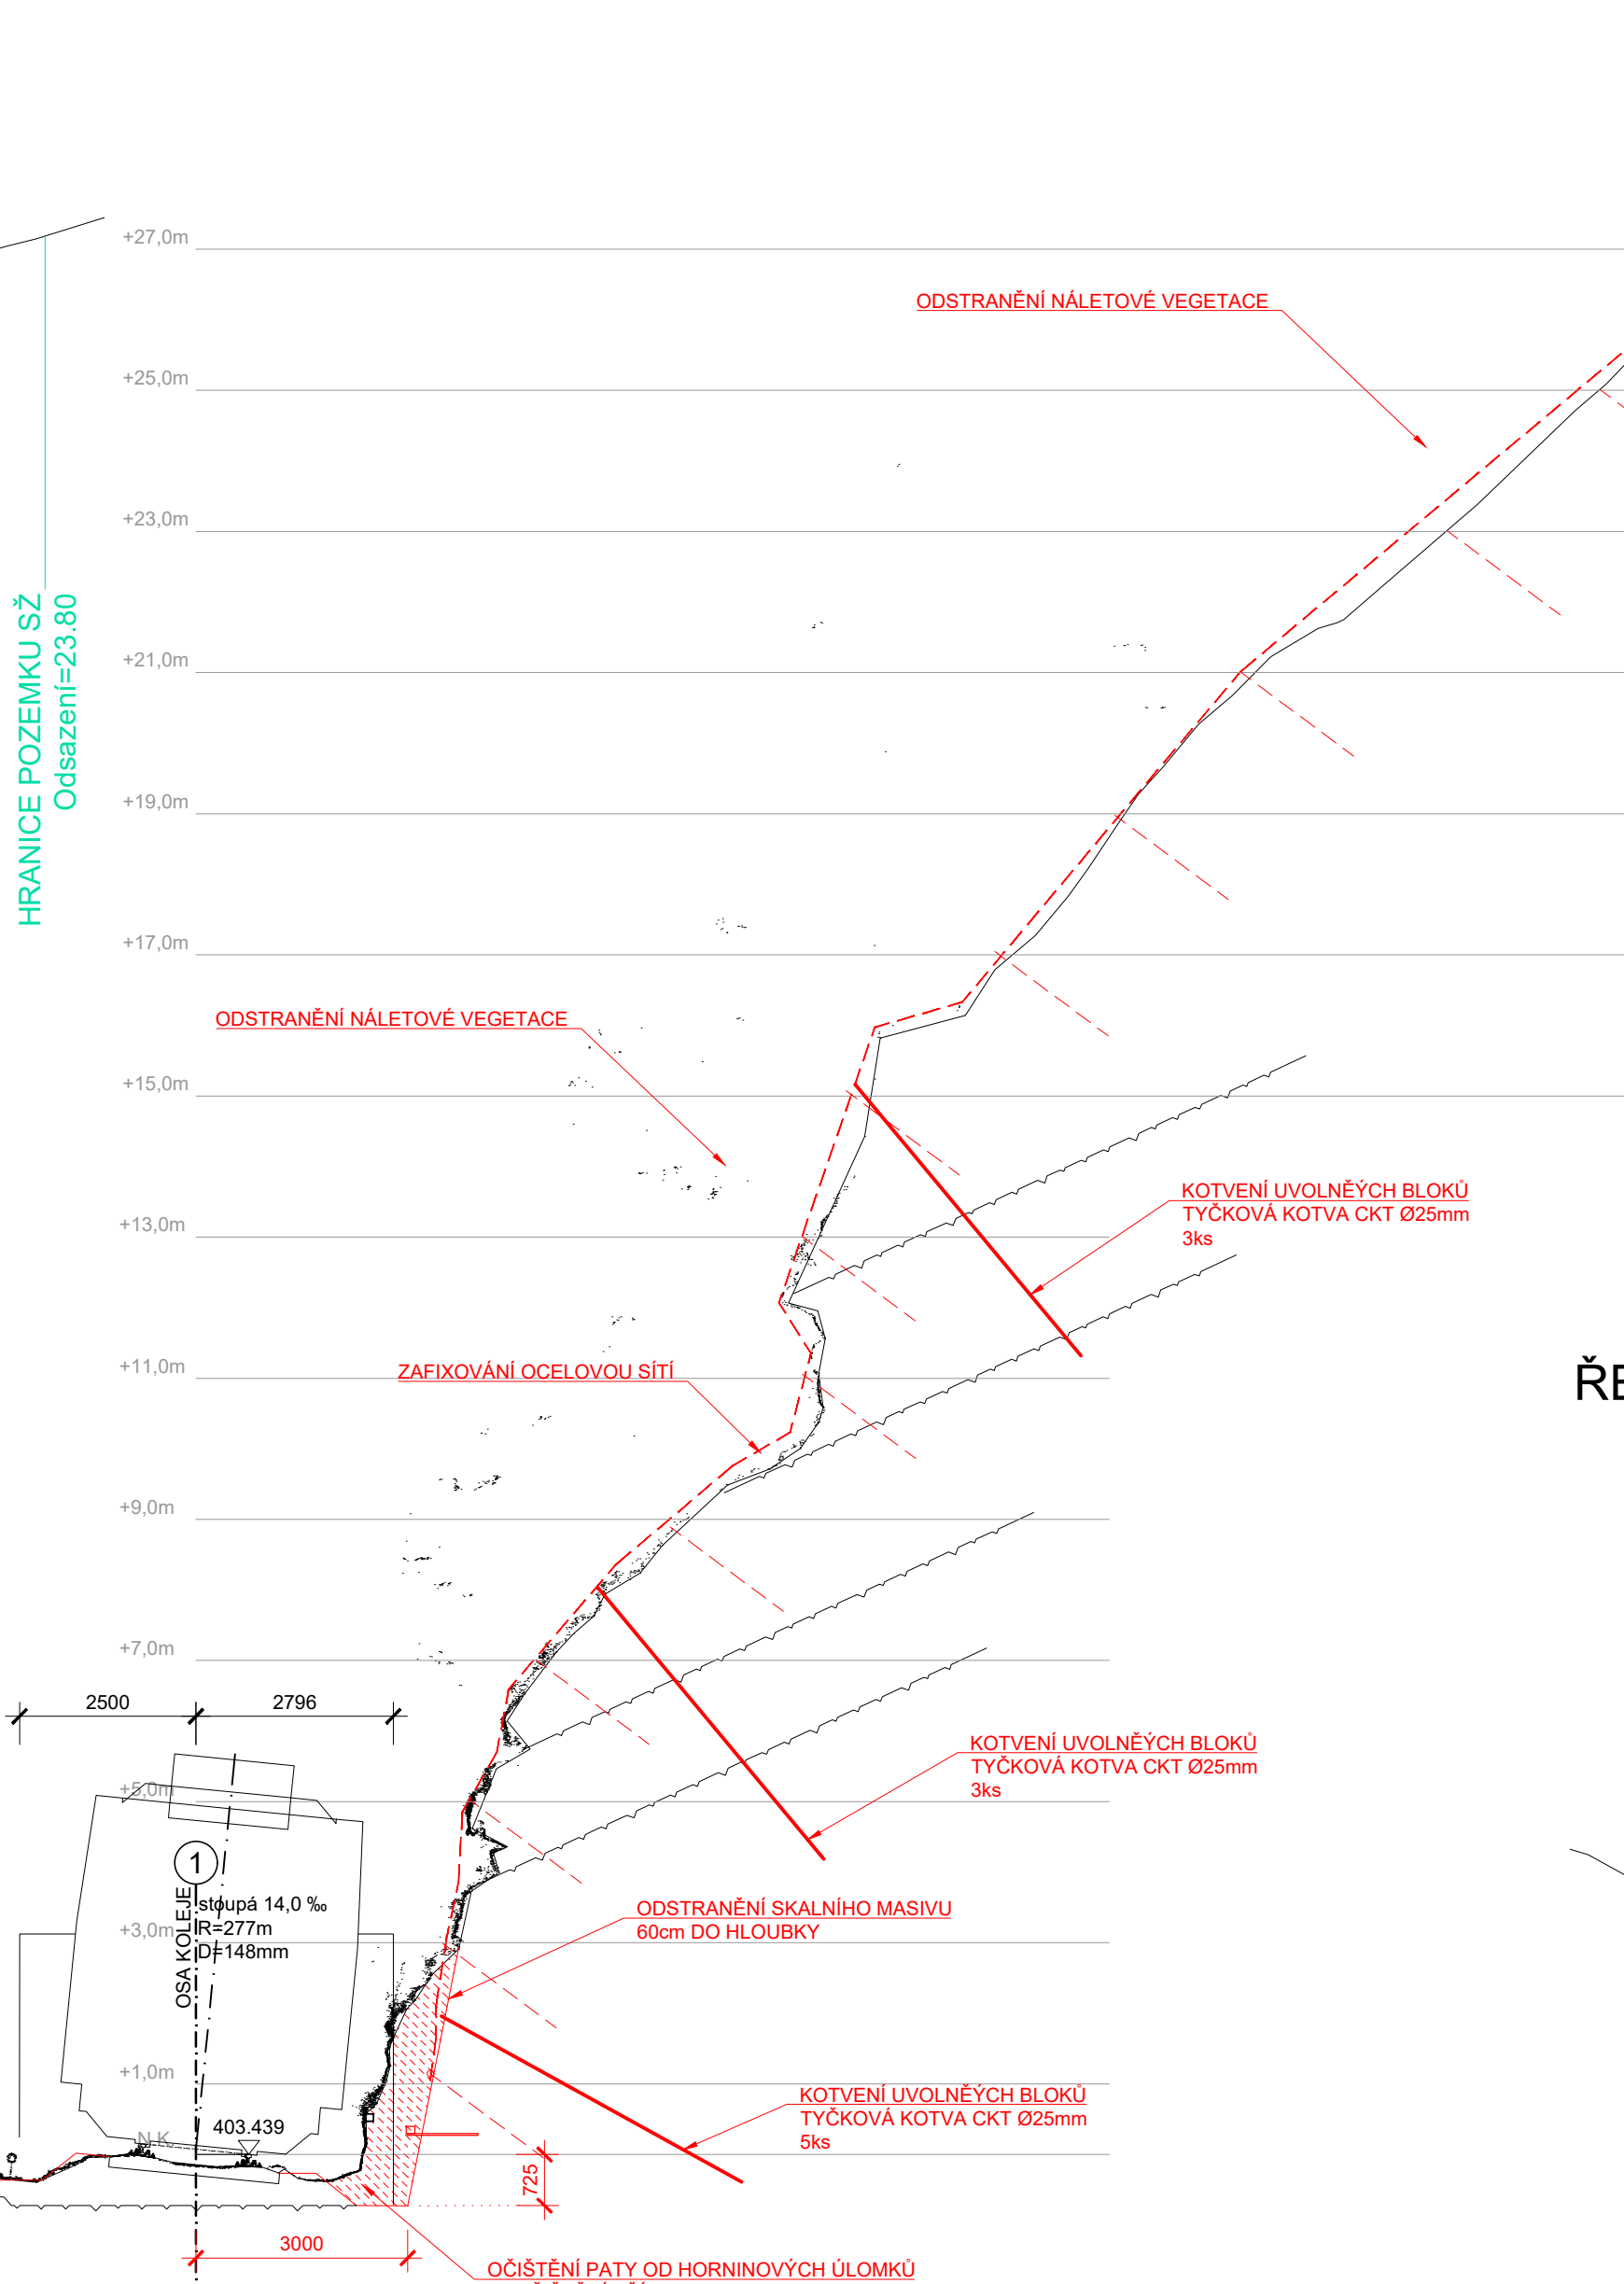 +27,0m
ODSTRANĚNÍ NÁLETOVÉ VEGETACE
+25,0m
+23,0m
HRANICE POZEMKU SŽ
Odsazení=23.80
+21,0m
+19,0m
+17,0m
ODSTRANĚNÍ NÁLETOVÉ VEGETACE
+15,0m
KOTVENÍ UVOLNĚÝCH BLOKŮ
TYČKOVÁ KOTVA CKT Ø25mm
3ks
+13,0m
+11,0m
ZAFIXOVÁNÍ OCELOVOU SÍTÍ
ŘE
+9,0m
+7,0m
2500
2796
KOTVENÍ UVOLNĚÝCH BLOKŮ
TYČKOVÁ KOTVA CKT Ø25mm
3ks
+5,0m
1
OSA KOLEJE
stoupá 14,0 ‰
R=277m
D=148mm
+3,0m
ODSTRANĚNÍ SKALNÍHO MASIVU
60cm DO HLOUBKY
+1,0m
KOTVENÍ UVOLNĚÝCH BLOKŮ
TYČKOVÁ KOTVA CKT Ø25mm
5ks
403.439
N.K.
725
3000
OČIŠTĚNÍ PATY OD HORNINOVÝCH ÚLOMKŮ